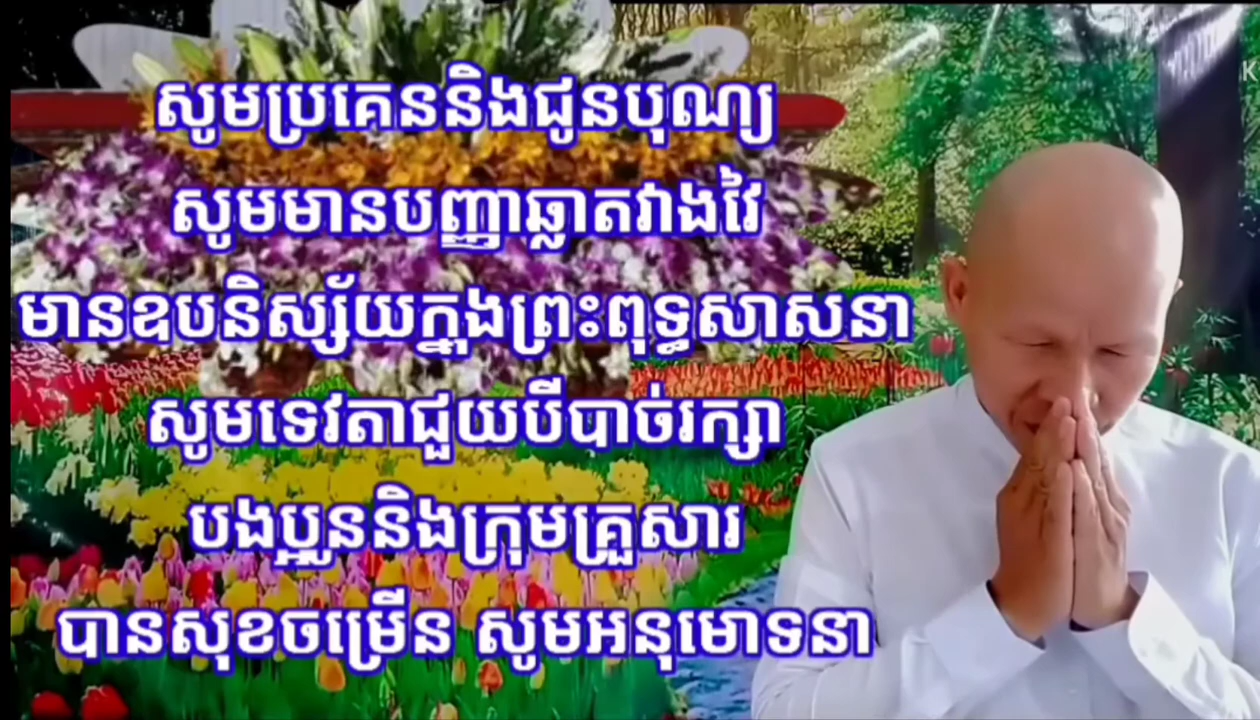 សូមប្រគេននិងជូនបុណ្យ
សូមមានបញ្ញាឆ្លាតវាងវៃ
មានឧបនិស្ស័យក្នុងព្រះពុទ្ធសាសនា
សូមទេវតាជួយបីបាច់រក្សា
បងប្អូននិងក្រុមគ្រួសារ
បានសុខចម្រើន សូមអនុមោទនា